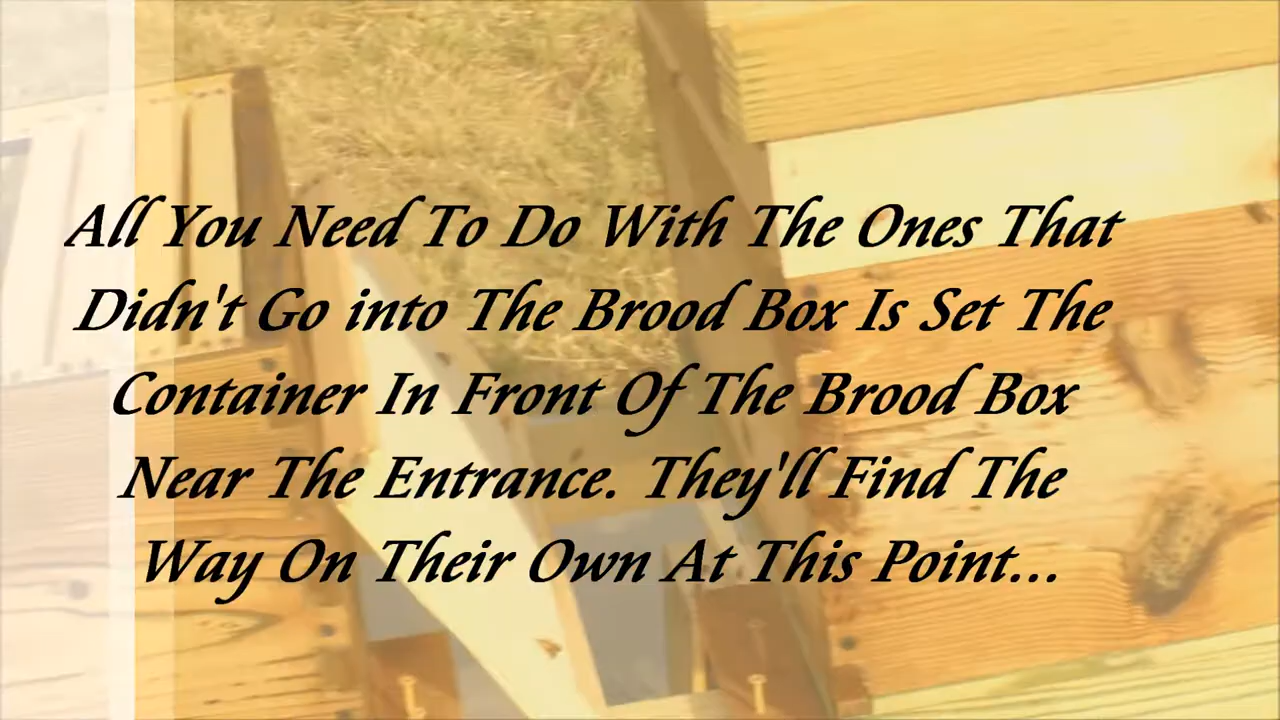 All You Need To Do With The Ones That
Didn't Go into The Brood Box Is Set The
Container In Front Of The Brood Box
Near The Entrance. They'll Find The
Way On Their Own At This Point...